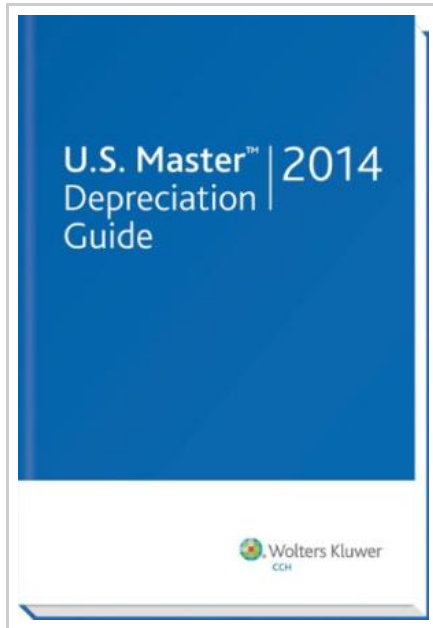 U.S. Master™ | 2014
Depreciation
Guide
Wolters Kluwer
CCH